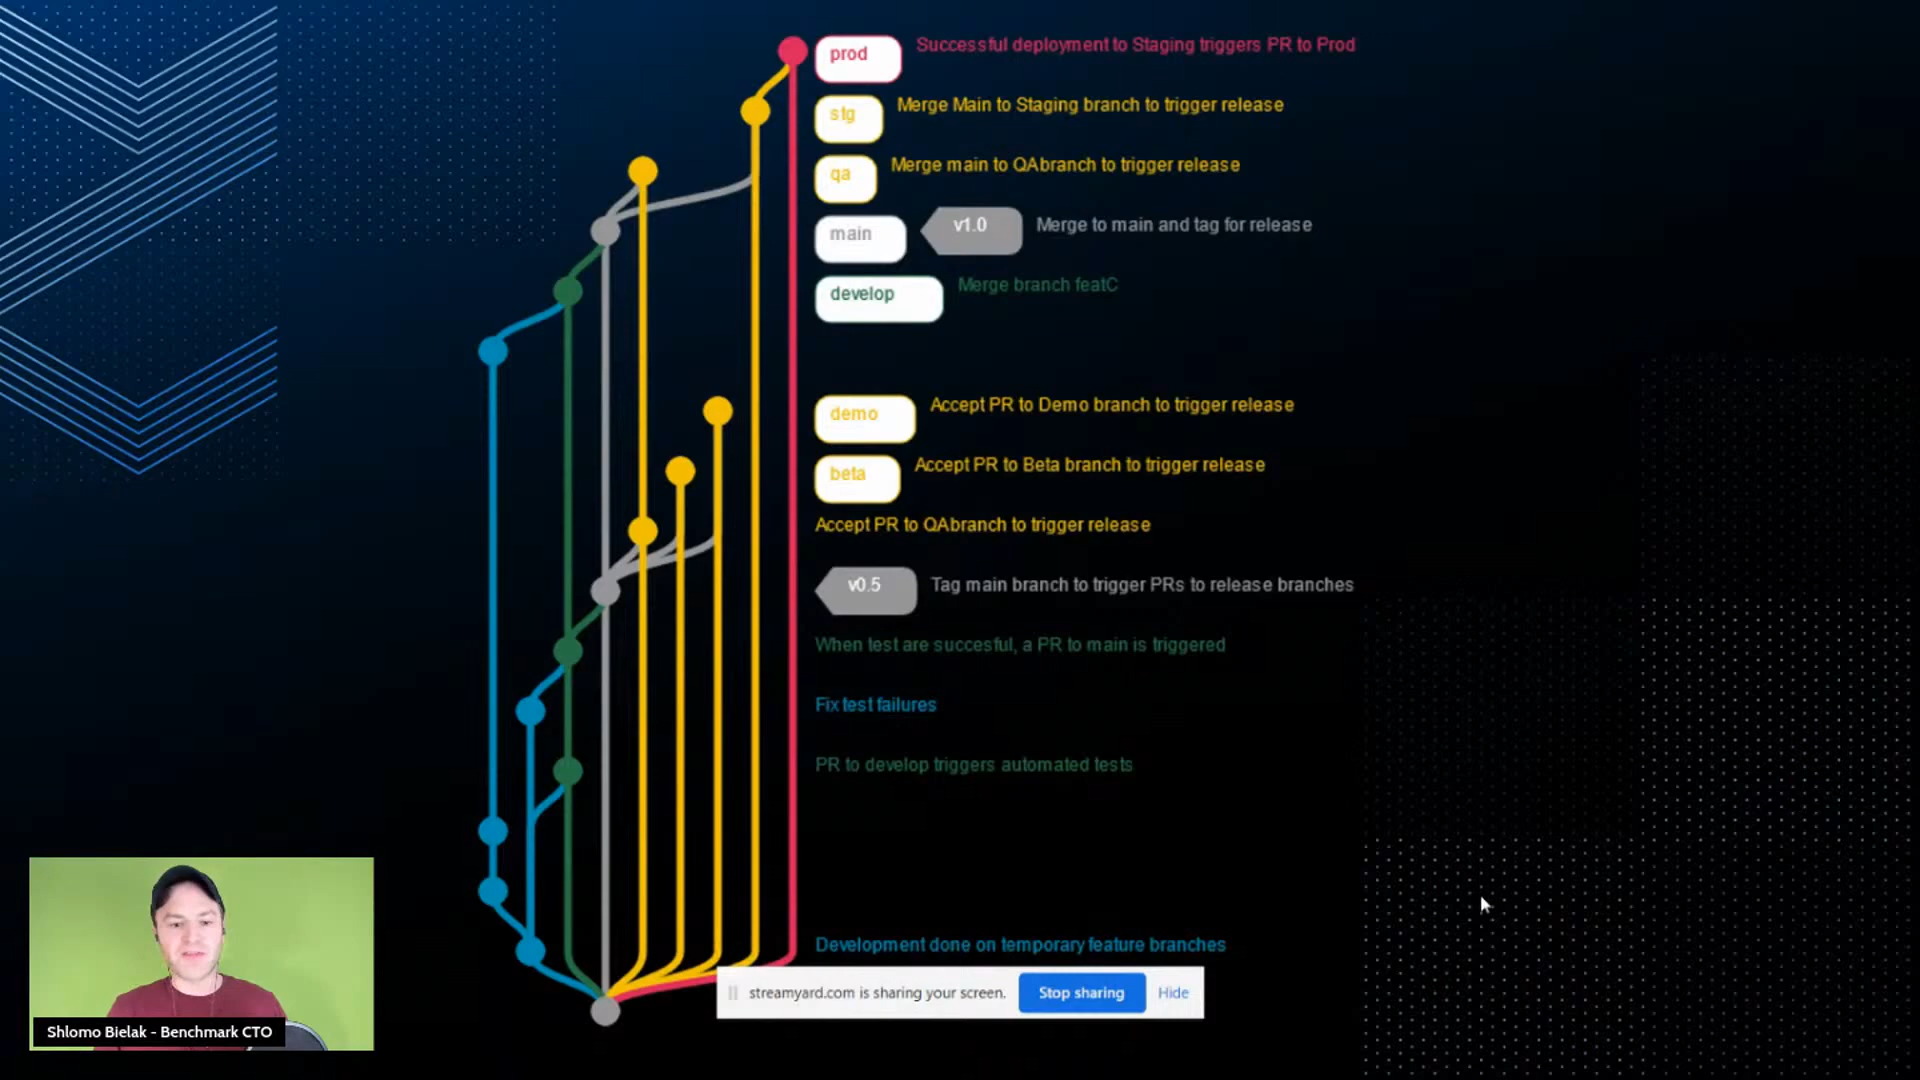 prod Successful deployment to Staging triggers PR to Prod
stg Merge Main to Staging branch to trigger release
qa Merge main to QAbranch to trigger release
main v1.0 Merge to main and tag for release
develop Merge branch featC
demo Accept PR to Demo branch to trigger release
beta Accept PR to Beta branch to trigger release
Accept PR to QAbranch to trigger release
v0.5 Tag main branch to trigger PRs to release branches
When test are succesful, a PR to main is triggered
Fix test failures
PR to develop triggers automated tests
Development done on temporary feature branches
streamyard.com is sharing your screen. Stop sharing Hide
Shlomo Bielak - Benchmark CTO